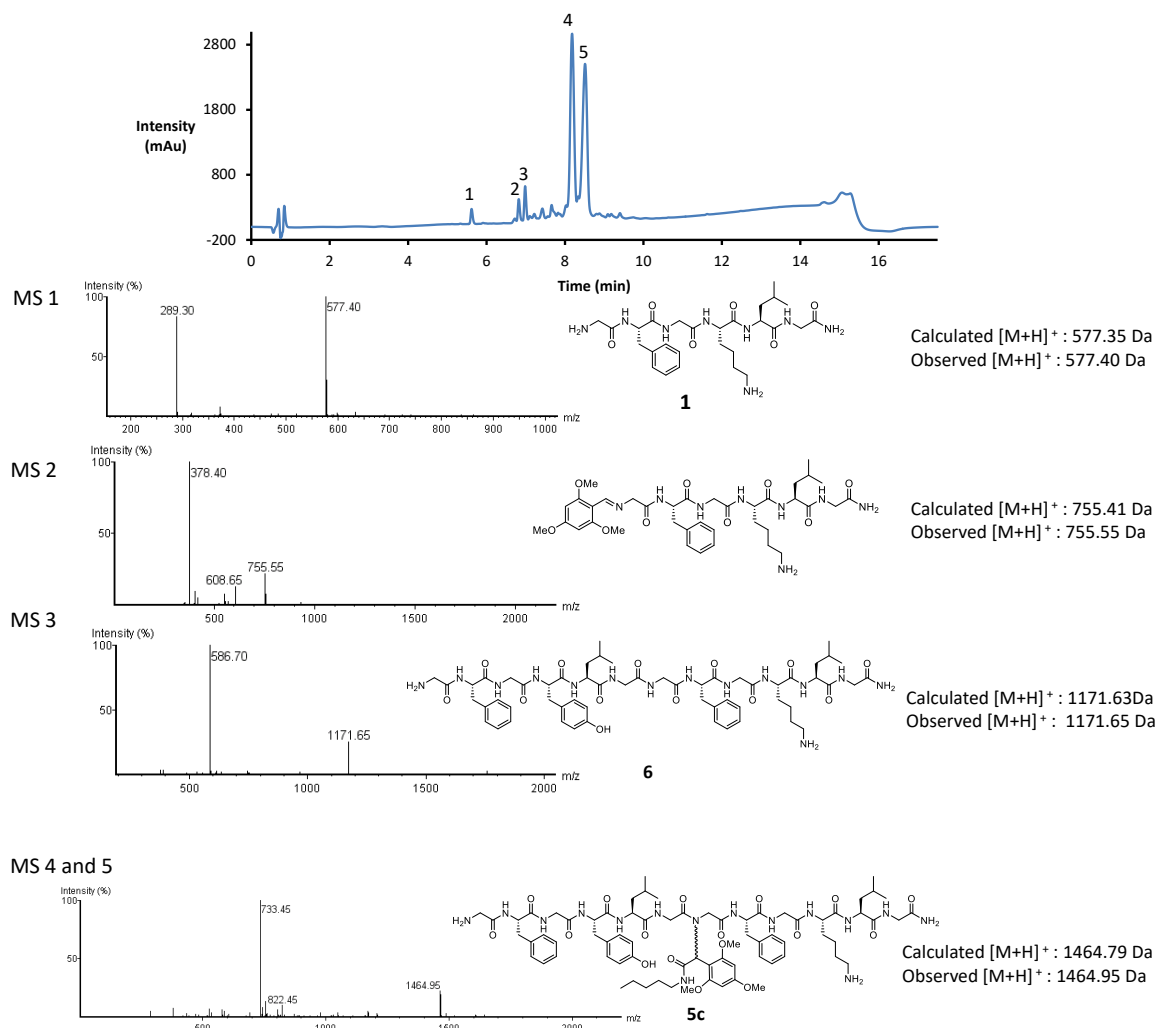 4
5
3
2
1
2800
1800
800
-200
Intensity
(mAu)
0 2 4 6 8 10 12 14 16
Time (min)
MS 1
Intensity (%)
100
50
289.30
577.40
200 300 400 500 600 700 800 900 1000 m/z
H2N
H
N
O
NH2
1
Calculated [M+H]+ : 577.35 Da
Observed [M+H]+ : 577.40 Da
MS 2
Intensity (%)
100
50
378.40
608.65
755.55
500 1000 1500 2000 m/z
OMe
MeO
OMe
N
H
N
O
NH2
NH2
Calculated [M+H]+ : 755.41 Da
Observed [M+H]+ : 755.55 Da
MS 3
Intensity (%)
100
50
586.70
1171.65
500 1000 1500 2000 m/z
H2N
H
N
O
OH
NH2
NH2
6
Calculated [M+H]+ : 1171.63Da
Observed [M+H]+ : 1171.65 Da
MS 4 and 5
Intensity (%)
100
50
733.45
822.45
1464.95
500 1000 1500 2000 m/z
H2N
H
N
O
OH
NH
OMe
MeO
OMe
NH2
NH2
5c
Calculated [M+H]+ : 1464.79 Da
Observed [M+H]+ : 1464.95 Da